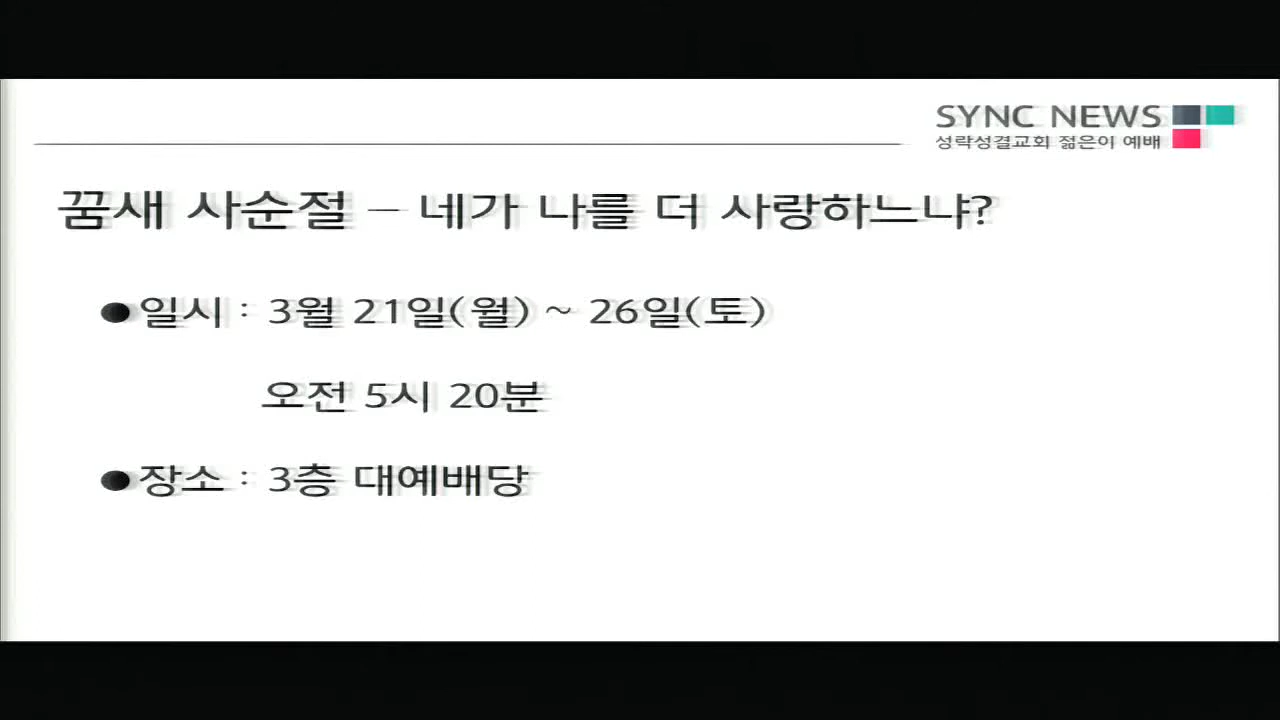 SYNC NEWS
성락성결교회 젊은이 예배
꿈새 사순절 – 네가 나를 더 사랑하느냐?
●일시 : 3월 21일(월) ~ 26일(토)
오전 5시 20분
●장소 : 3층 대예배당